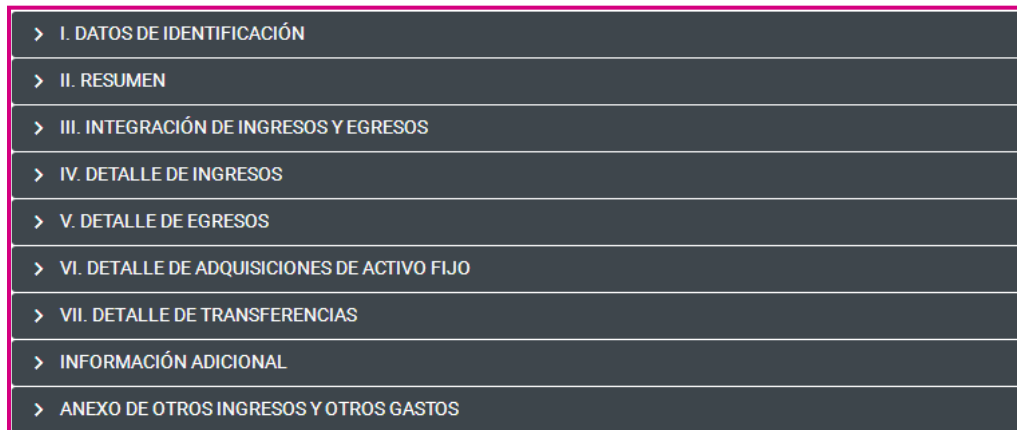 I. DATOS DE IDENTIFICACIÓN
II. RESUMEN
III. INTEGRACIÓN DE INGRESOS Y EGRESOS
IV. DETALLE DE INGRESOS
V. DETALLE DE EGRESOS
VI. DETALLE DE ADQUISICIONES DE ACTIVO FIJO
VII. DETALLE DE TRANSFERENCIAS
INFORMACIÓN ADICIONAL
ANEXO DE OTROS INGRESOS Y OTROS GASTOS